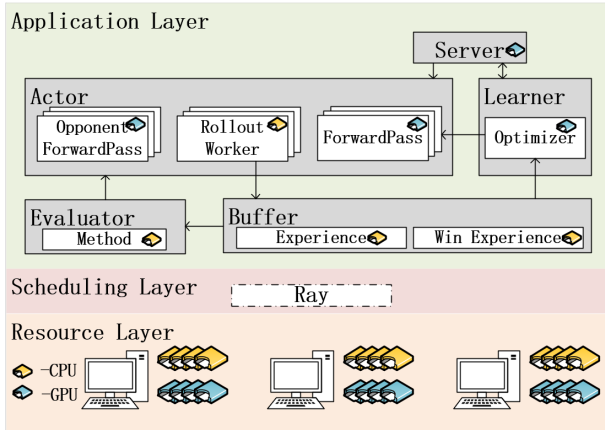 Application Layer
Server
Actor
Learner
Opponent
ForwardPass
Rollout
Worker
ForwardPass
Optimizer
Evaluator
Method
Buffer
Experience
Win Experience
Scheduling Layer
Ray
Resource Layer
-CPU
-GPU